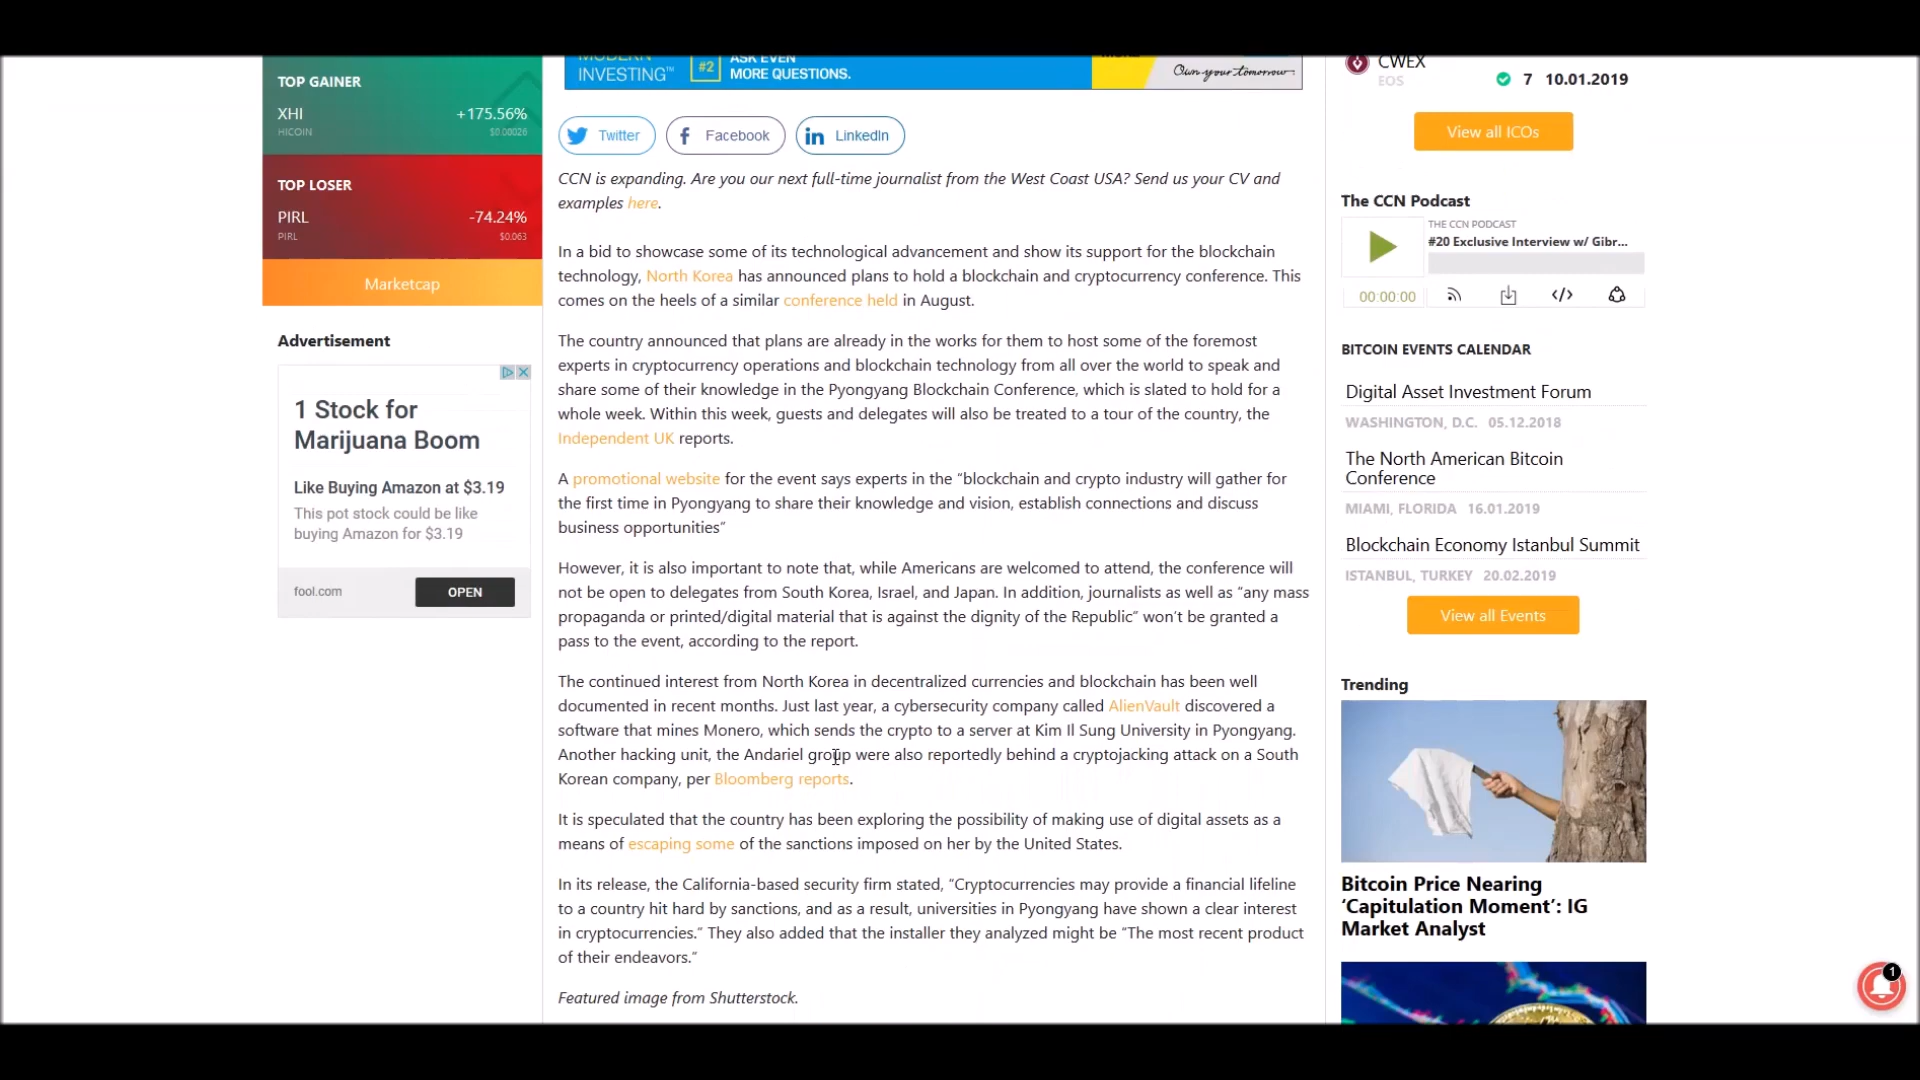 TOP GAINER
XHI +175.56%
HICOIN $0.00026
TOP LOSER
PIRL -74.24%
PIRL $0.063
Marketcap
Advertisement
1 Stock for
Marijuana Boom
Like Buying Amazon at $3.19
This pot stock could be like
buying Amazon for $3.19
fool.com OPEN
INVESTING™ #2 ASK EVEN
MORE QUESTIONS.
Own your tomorrow.
Twitter Facebook LinkedIn
CCN is expanding. Are you our next full-time journalist from the West Coast USA? Send us your CV and
examples here.
In a bid to showcase some of its technological advancement and show its support for the blockchain
technology, North Korea has announced plans to hold a blockchain and cryptocurrency conference. This
comes on the heels of a similar conference held in August.
The country announced that plans are already in the works for them to host some of the foremost
experts in cryptocurrency operations and blockchain technology from all over the world to speak and
share some of their knowledge in the Pyongyang Blockchain Conference, which is slated to hold for a
whole week. Within this week, guests and delegates will also be treated to a tour of the country, the
Independent UK reports.
A promotional website for the event says experts in the “blockchain and crypto industry will gather for
the first time in Pyongyang to share their knowledge and vision, establish connections and discuss
business opportunities”
However, it is also important to note that, while Americans are welcomed to attend, the conference will
not be open to delegates from South Korea, Israel, and Japan. In addition, journalists as well as “any mass
propaganda or printed/digital material that is against the dignity of the Republic” won’t be granted a
pass to the event, according to the report.
The continued interest from North Korea in decentralized currencies and blockchain has been well
documented in recent months. Just last year, a cybersecurity company called AlienVault discovered a
software that mines Monero, which sends the crypto to a server at Kim Il Sung University in Pyongyang.
Another hacking unit, the Andariel group were also reportedly behind a cryptojacking attack on a South
Korean company, per Bloomberg reports.
It is speculated that the country has been exploring the possibility of making use of digital assets as a
means of escaping some of the sanctions imposed on her by the United States.
In its release, the California-based security firm stated, “Cryptocurrencies may provide a financial lifeline
to a country hit hard by sanctions, and as a result, universities in Pyongyang have shown a clear interest
in cryptocurrencies.” They also added that the installer they analyzed might be “The most recent product
of their endeavors.”
Featured image from Shutterstock.
CWEX
EOS 7 10.01.2019
View all ICOs
The CCN Podcast
THE CCN PODCAST
#20 Exclusive Interview w/ Gibr...
00:00:00
BITCOIN EVENTS CALENDAR
Digital Asset Investment Forum
WASHINGTON, D.C. 05.12.2018
The North American Bitcoin
Conference
MIAMI, FLORIDA 16.01.2019
Blockchain Economy Istanbul Summit
ISTANBUL, TURKEY 20.02.2019
View all Events
Trending
Bitcoin Price Nearing
‘Capitulation Moment’: IG
Market Analyst
1